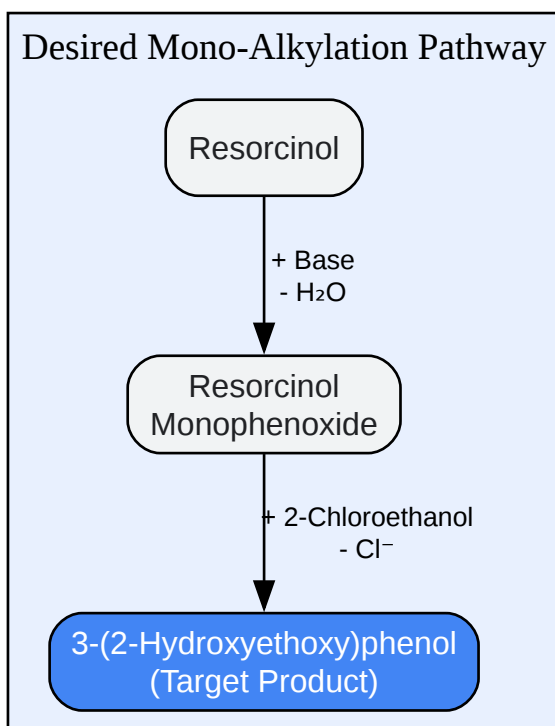 Desired Mono-Alkylation Pathway
Resorcinol
+ Base
- H₂O
Resorcinol
Monophenoxide
+ 2-Chloroethanol
- Cl⁻
3-(2-Hydroxyethoxy)phenol
(Target Product)